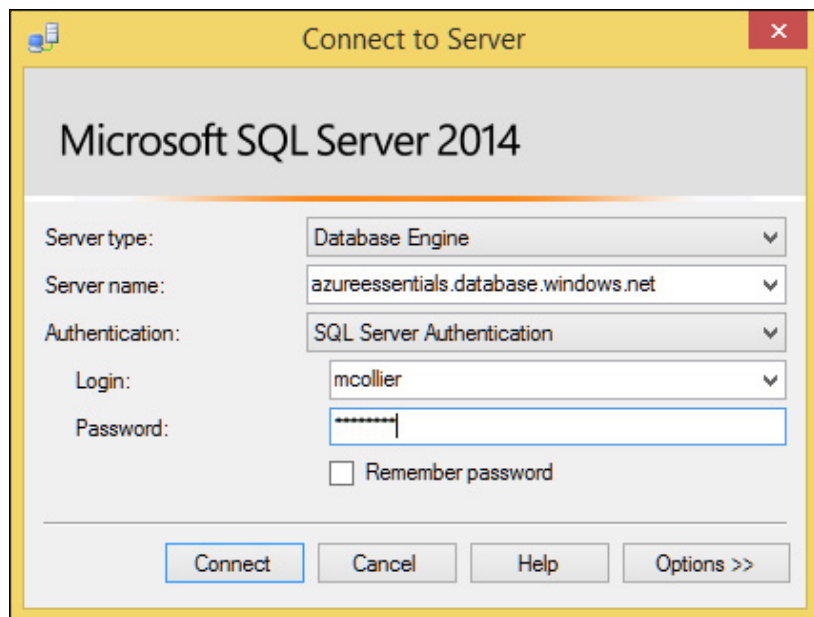 Connect to Server
Microsoft SQL Server 2014
Server type: Database Engine
Server name: azureessentials.database.windows.net
Authentication: SQL Server Authentication
Login: mcollier
Password: *********
Remember password
Connect Cancel Help Options >>